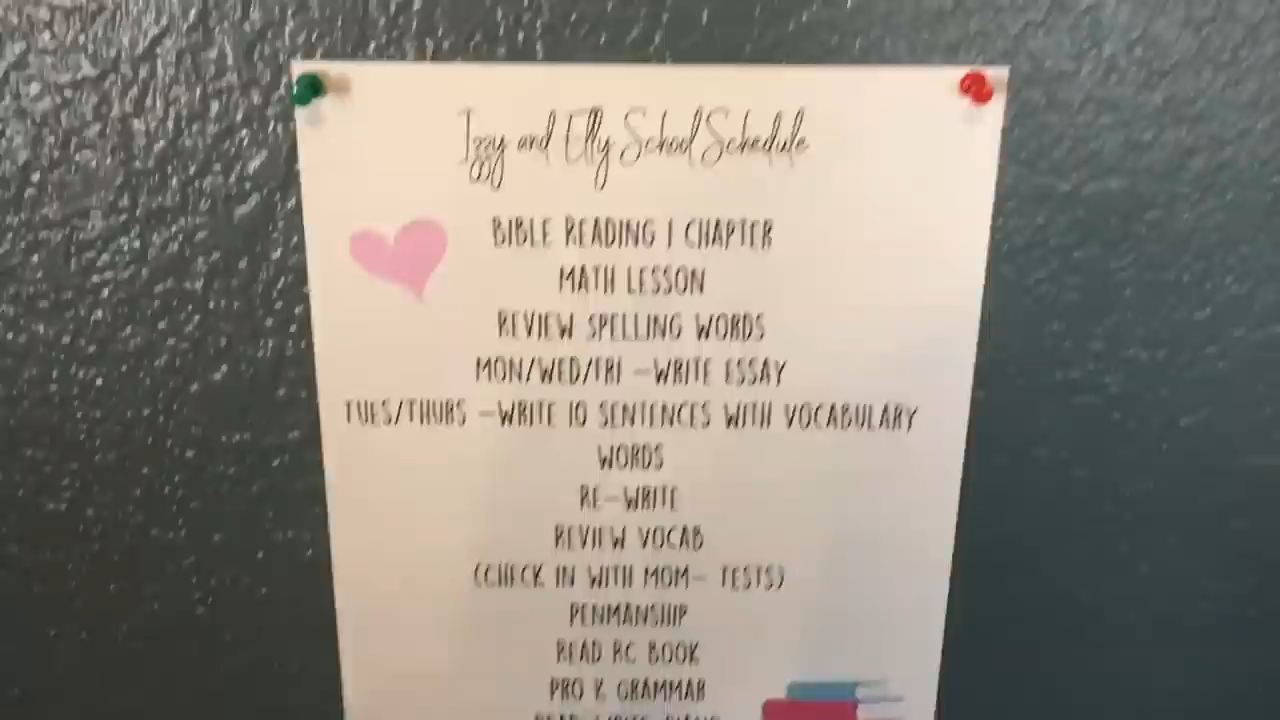 Izzy and Elly School Schedule
BIBLE READING 1 CHAPTER
MATH LESSON
REVIEW SPELLING WORDS
MON/WED/FRI -WRITE ESSAY
TUES/THURS -WRITE 10 SENTENCES WITH VOCABULARY
WORDS
RE-WRITE
REVIEW VOCAB
(CHECK IN WITH MOM- TESTS)
PENMANSHIP
READ RC BOOK
PRO K GRAMMAR